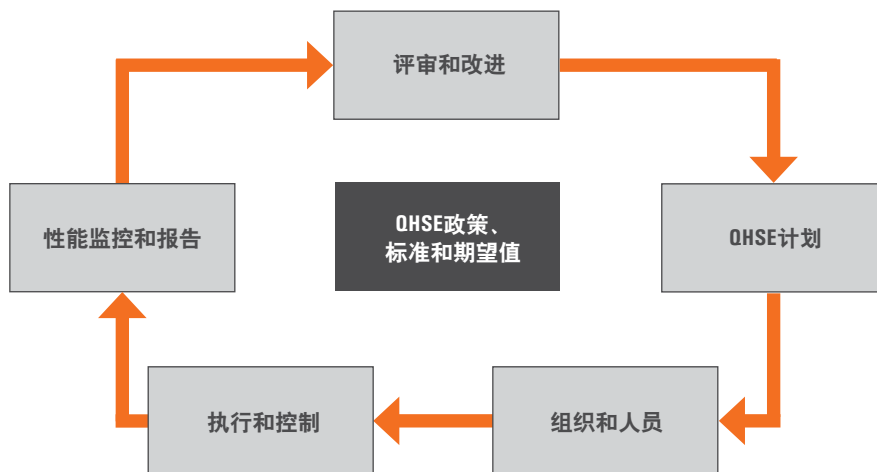 评审和改进
性能监控和报告
QHSE政策、
标准和期望值
QHSE计划
执行和控制
组织和人员